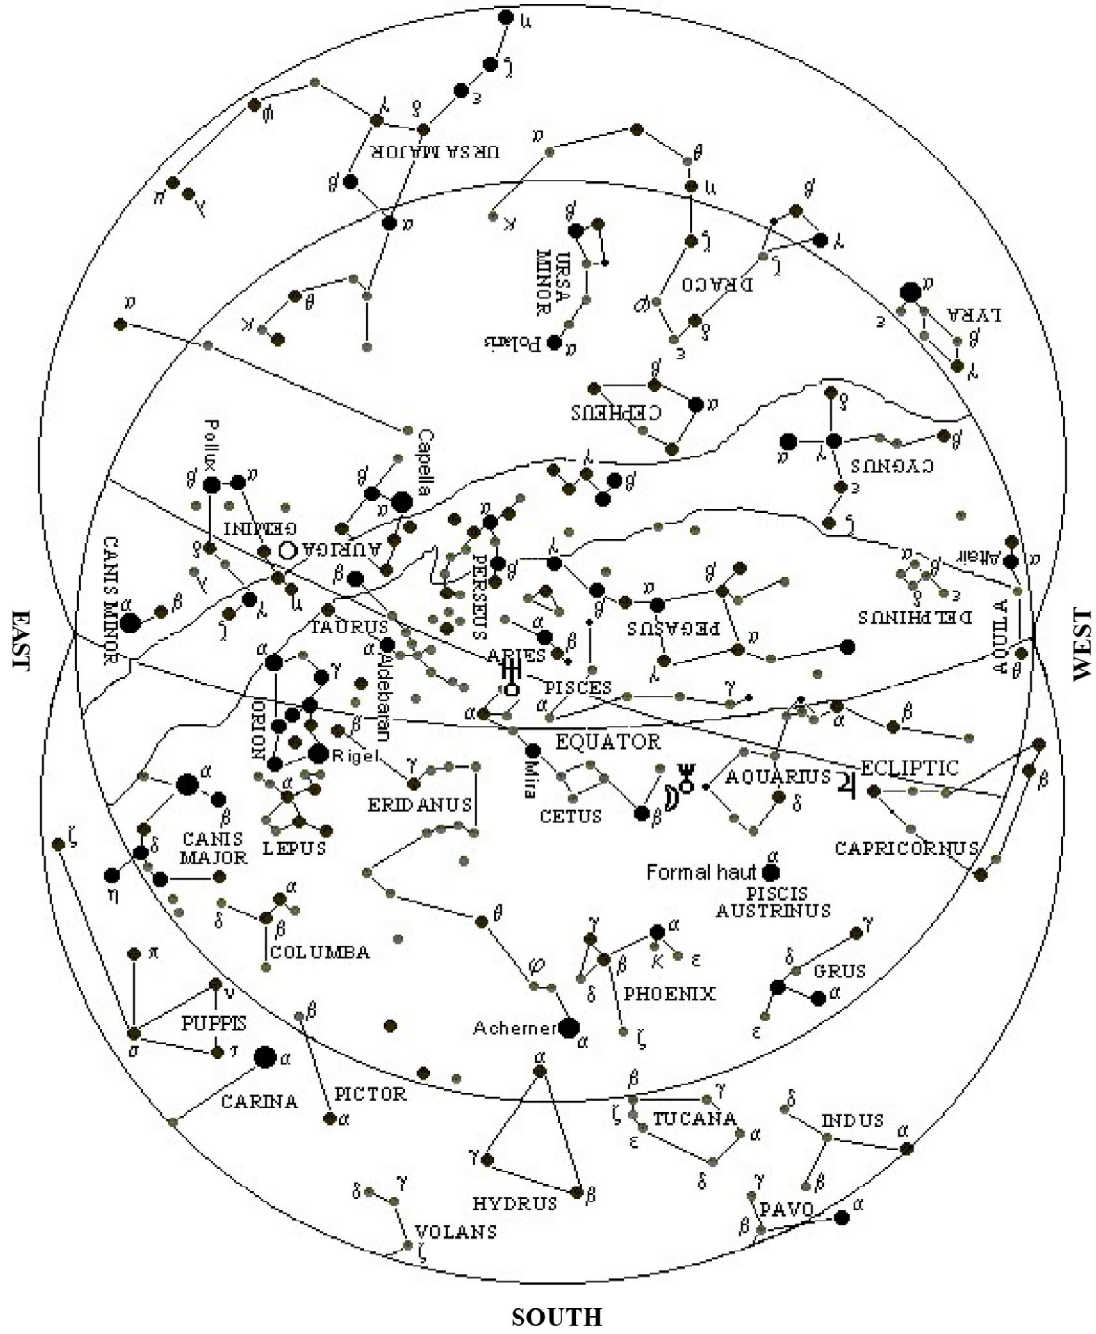 η
ζ
ε
φ
γ
δ
URSA MAJOR
β
μ
λ
α
α
θ
η
κ
ζ
β
URSA
MINOR
β
γ
ζ
DRACO
φ
δ
ε
Polaris
α
α
ε
LYRA
β
γ
θ
κ
α
β
CEPHEUS
α
δ
α
γ
β
CYGNUS
ε
ζ
Pollux
α
GEMINI
Capella
β
α
AURIGA
γ
β
δ
λ
η
γ
ζ
CANIS MINOR
α
β
β
TAURUS
PERSEUS
β
γ
β
α
β
PEGASUS
α
γ
Altair
α
α
β
δ
ε
DELPHINUS
AQUILA
θ
EAST
WEST
α
γ
Aldebaran
α
ARIES
β
PISCES
α
γ
ORION
Rigel
β
α
EQUATOR
α
β
Mira
ERIDANUS
α
CETUS
β
AQUARIUS
δ
ECLIPTIC
β
CAPRICORNUS
α
β
CANIS
MAJOR
δ
η
ζ
α
LEPUS
Formal haut
α
PISCIS
AUSTRINUS
δ
α
β
COLUMBA
θ
φ
γ
α
β
κ
ε
δ
PHOENIX
ζ
γ
δ
GRUS
α
ε
π
ν
PUPPIS
σ
τ
β
Acherner
α
α
CARINA
PICTOR
α
α
γ
HYDRUS
β
β
γ
ζ
TUCANA
ε
α
δ
δ
INDUS
α
β
γ
PAVO
α
β
δ
γ
VOLANS
ζ
SOUTH